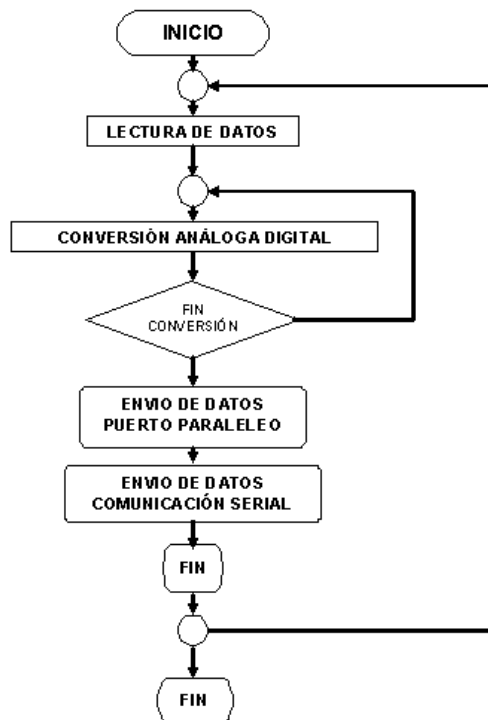 INICIO
LECTURA DE DATOS
CONVERSIÓN ANÁLOGA DIGITAL
FIN
CONVERSIÓN
ENVIO DE DATOS
PUERTO PARALELEO
ENVIO DE DATOS
COMUNICACIÓN SERIAL
FIN
FIN